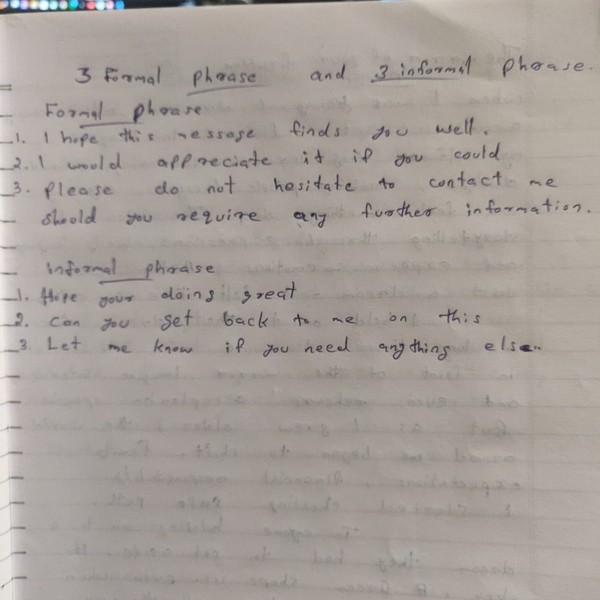 3 Formal phrase and 3 informal phrase.
Formal phrase
1. I hope this message finds you well.
2. I would appreciate it if you could
3. Please do not hesitate to contact me
should you require any further information.
informal phraise
1. Hope your doing great
2. Can you get back to me on this
3. Let me know if you need anything else.